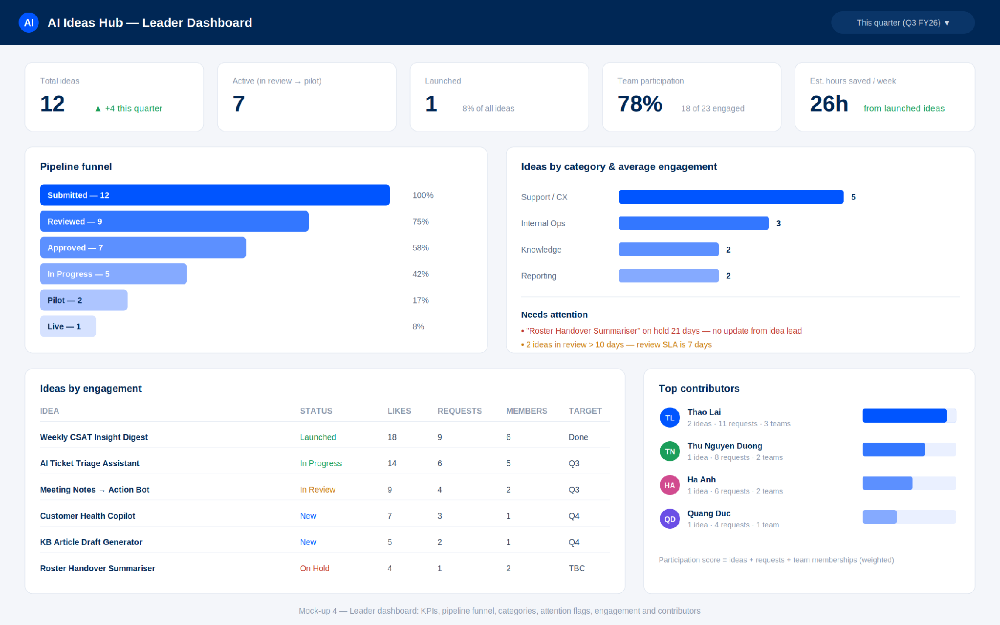 AI
AI Ideas Hub — Leader Dashboard
This quarter (Q3 FY26) ▼
Total ideas
12 ▲ +4 this quarter
Active (in review → pilot)
7
Launched
1 8% of all ideas
Team participation
78% 18 of 23 engaged
Est. hours saved / week
26h from launched ideas
Pipeline funnel
Submitted — 12 100%
Reviewed — 9 75%
Approved — 7 58%
In Progress — 5 42%
Pilot — 2 17%
Live — 1 8%
Ideas by category & average engagement
Support / CX 5
Internal Ops 3
Knowledge 2
Reporting 2
Needs attention
• "Roster Handover Summariser" on hold 21 days — no update from idea lead
• 2 ideas in review > 10 days — review SLA is 7 days
Ideas by engagement
IDEA STATUS LIKES REQUESTS MEMBERS TARGET
Weekly CSAT Insight Digest Launched 18 9 6 Done
AI Ticket Triage Assistant In Progress 14 6 5 Q3
Meeting Notes → Action Bot In Review 9 4 2 Q3
Customer Health Copilot New 7 3 1 Q4
KB Article Draft Generator New 5 2 1 Q4
Roster Handover Summariser On Hold 4 1 2 TBC
Top contributors
TL Thao Lai
2 ideas · 11 requests · 3 teams
TN Thu Nguyen Duong
1 idea · 8 requests · 2 teams
HA Ha Anh
1 idea · 6 requests · 2 teams
QD Quang Duc
1 idea · 4 requests · 1 team
Participation score = ideas + requests + team memberships (weighted)
Mock-up 4 — Leader dashboard: KPIs, pipeline funnel, categories, attention flags, engagement and contributors